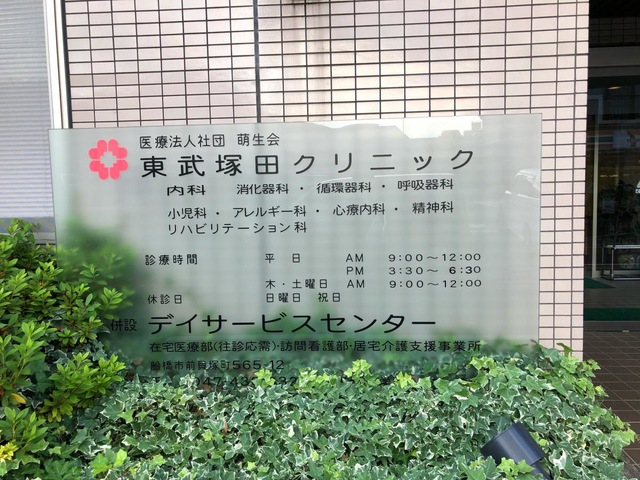 医療法人社団 萌生会
東武塚田クリニック
内科 消化器科・循環器科・呼吸器科
小児科・アレルギー科・心療内科・精神科
リハビリテーション科
診療時間 平日 AM 9:00～12:00
PM 3:30～6:30
木・土曜日 AM 9:00～12:00
休診日 日曜日 祝日
併設 デイサービスセンター
在宅医療部(往診応需)・訪問看護部・居宅介護支援事業所
船橋市前貝塚町565-12